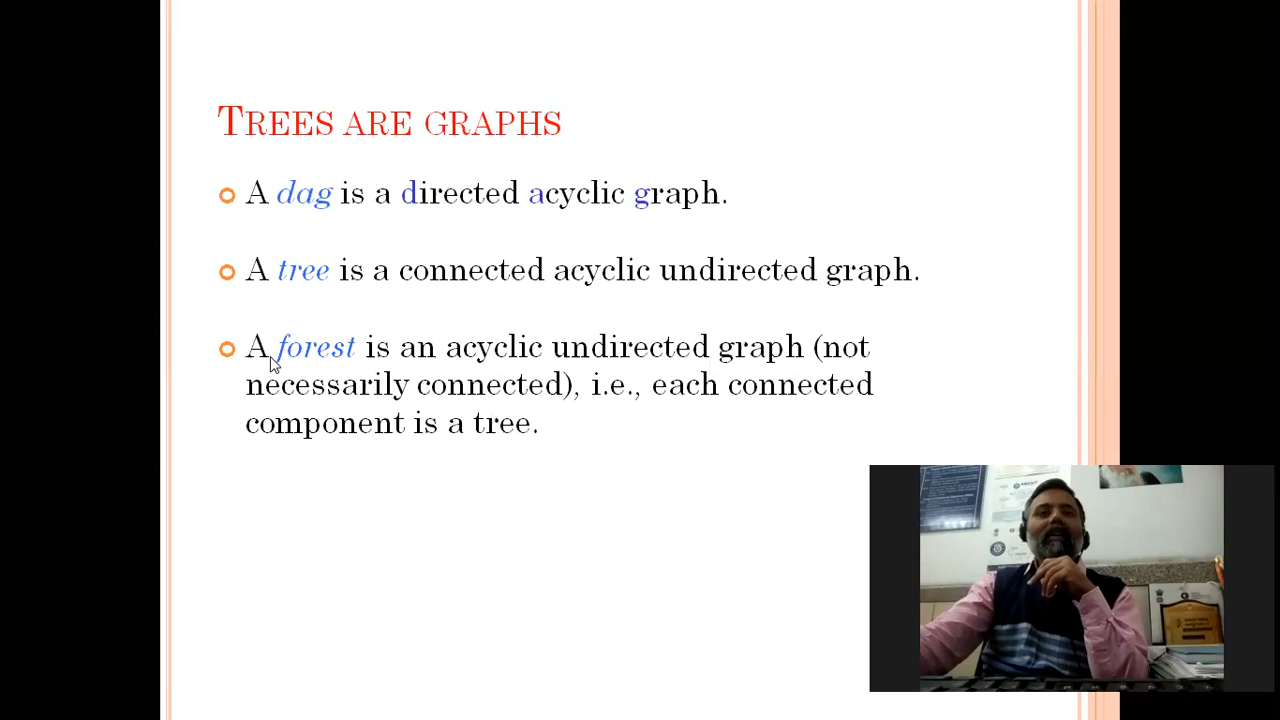 TREES ARE GRAPHS
A dag is a directed acyclic graph.
A tree is a connected acyclic undirected graph.
A forest is an acyclic undirected graph (not
necessarily connected), i.e., each connected
component is a tree.